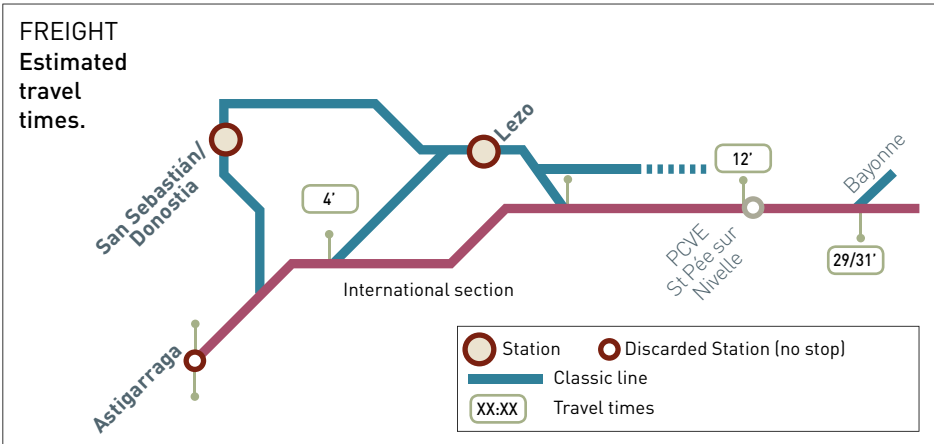 FREIGHT
Estimated
travel
times.
San Sebastián/
Donostia
Lezo
4’
12’
Bayonne
PCVE
St Pée sur
Nivelle
29/31’
International section
Astigarraga
Station
Discarded Station (no stop)
Classic line
XX:XX
Travel times